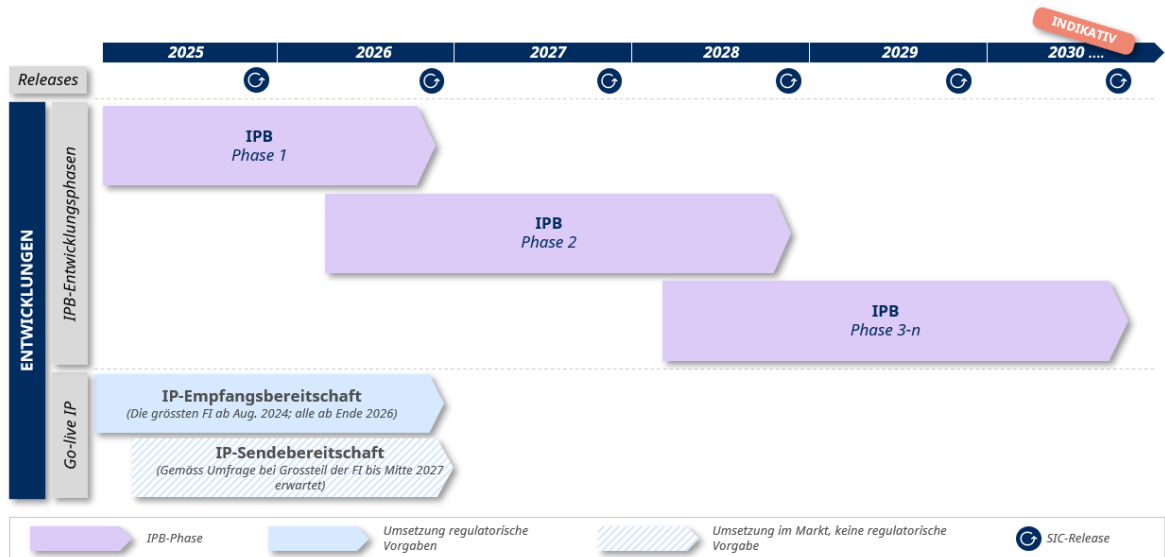 INDIKATIV
2025 2026 2027 2028 2029 2030 ....
Releases
ENTWICKLUNGEN
IPB-Entwicklungsphasen
IPB
Phase 1
IPB
Phase 2
IPB
Phase 3-n
Go-live IP
IP-Empfangsbereitschaft
(Die grössten FI ab Aug. 2024; alle ab Ende 2026)
IP-Sendebereitschaft
(Gemäss Umfrage bei Grossteil der FI bis Mitte 2027
erwartet)
IPB-Phase
Umsetzung regulatorische
Vorgaben
Umsetzung im Markt, keine regulatorische
Vorgabe
SIC-Release